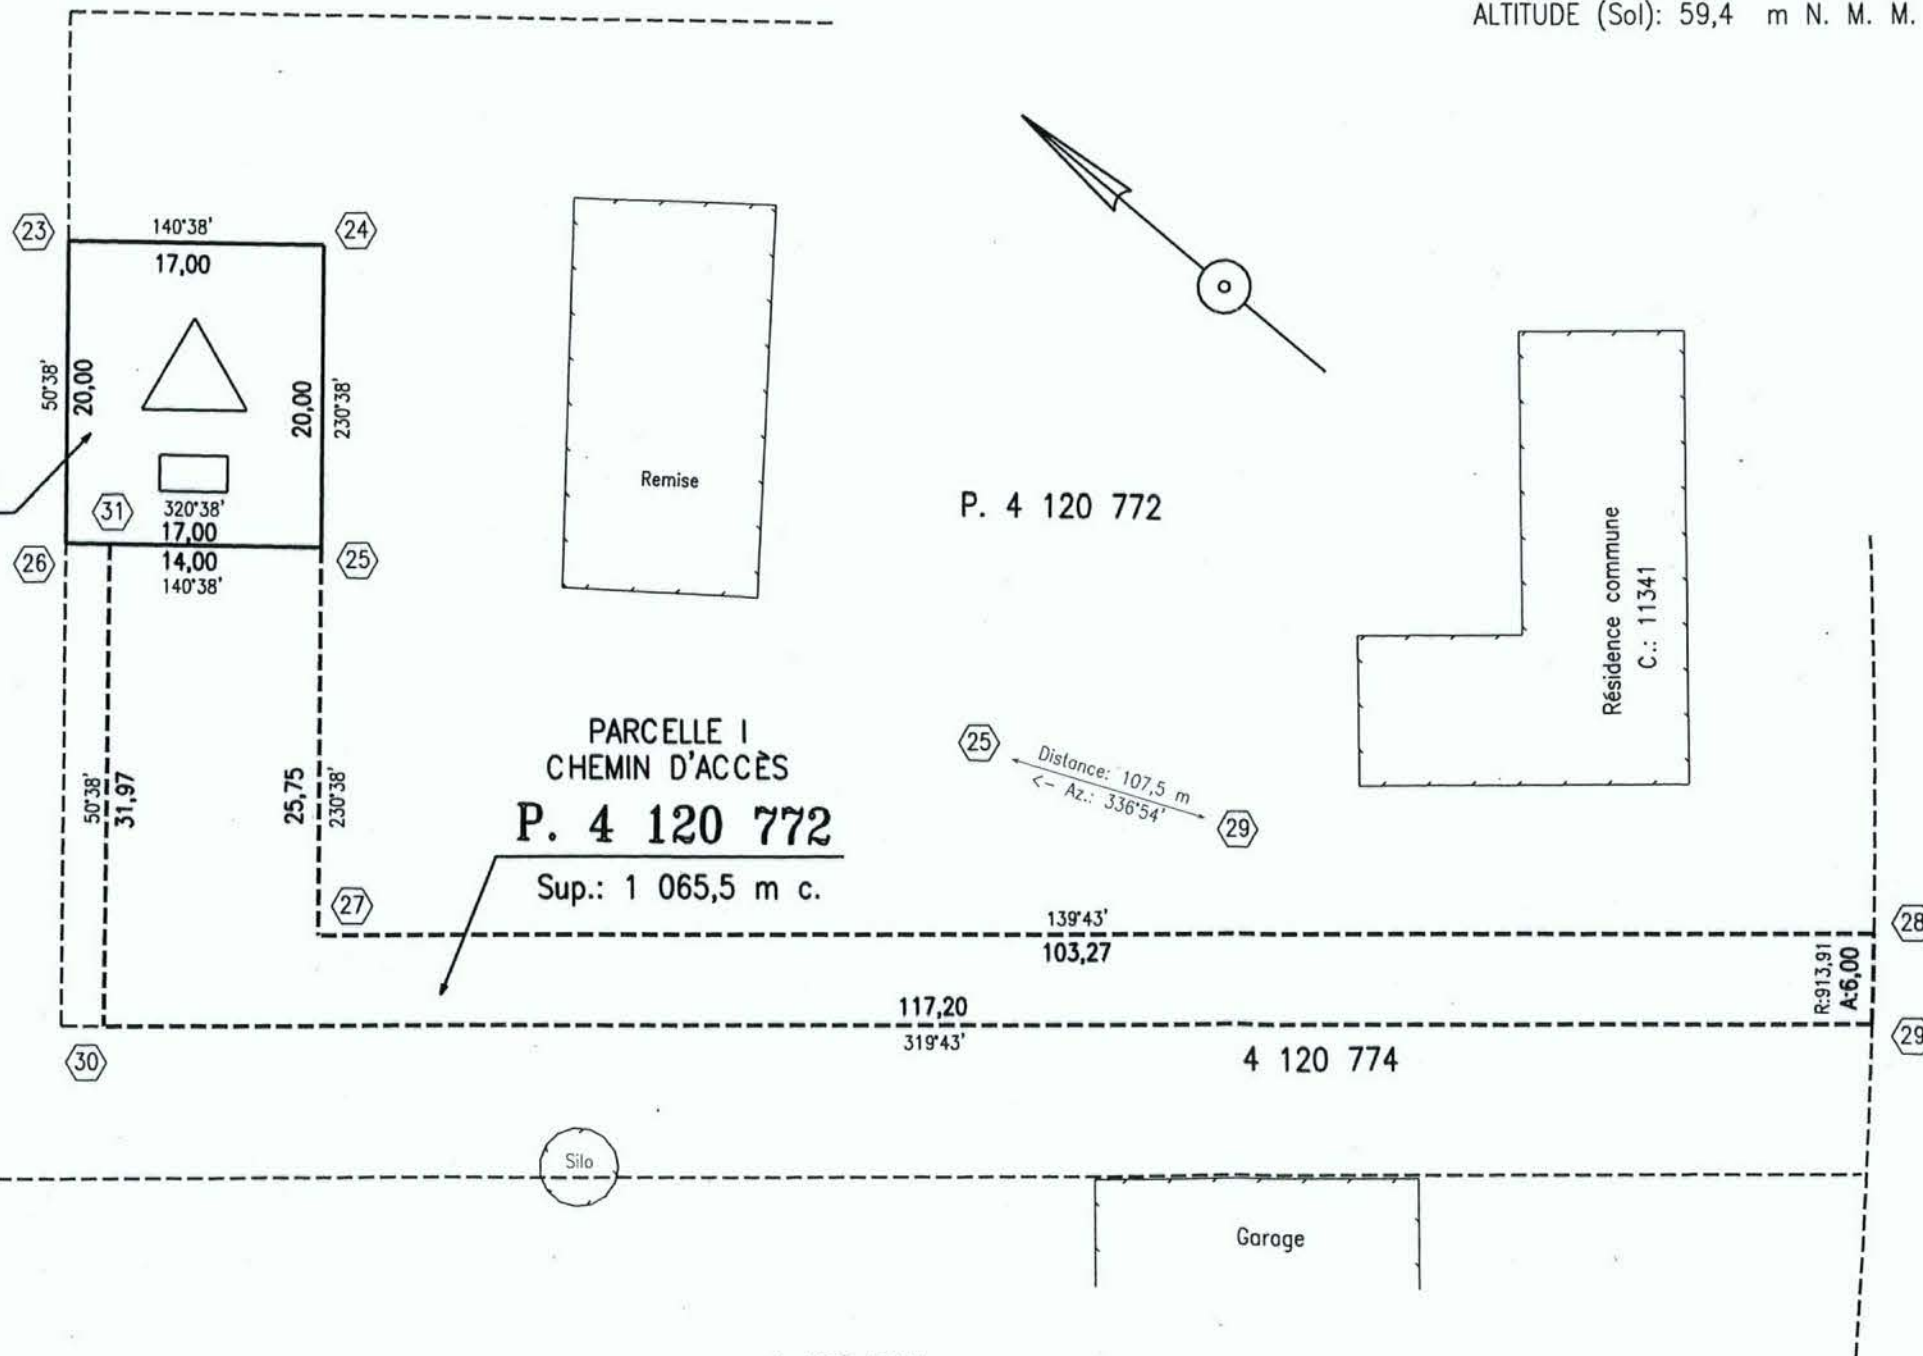 ALTITUDE (Sol): 59,4 m N. M. M.
23
140°38'
24
17,00
50°38'
20,00
20,00
230°38'
31
320°38'
17,00
26
14,00
25
140°38'
Remise
P. 4 120 772
Résidence commune
C.: 11341
PARCELLE I
CHEMIN D'ACCÈS
P. 4 120 772
Sup.: 1 065,5 m c.
25
Distance: 107,5 m
<- Az.: 336°54'
29
50°38'
31,97
25,75
230°38'
27
139°43'
103,27
28
R:913,91
A:6,00
117,20
319°43'
29
30
4 120 774
Silo
Garage